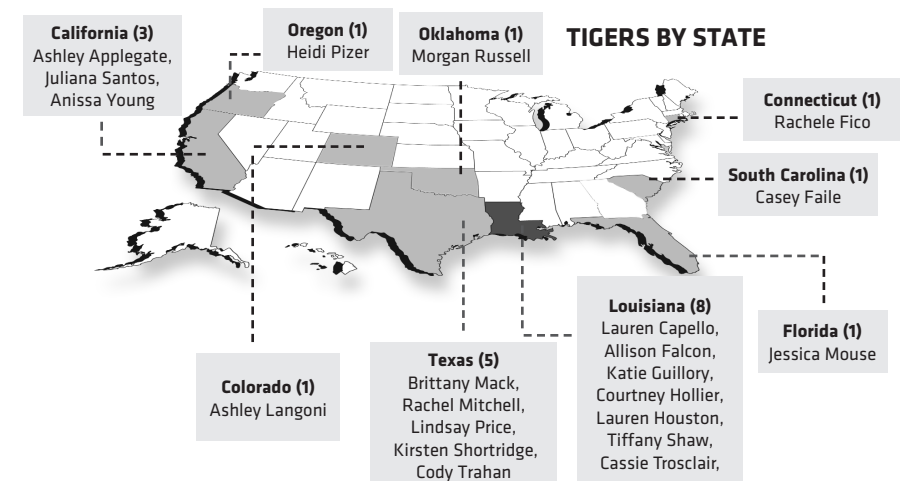 TIGERS BY STATE
California (3)
Ashley Applegate,
Juliana Santos,
Anissa Young
Oregon (1)
Heidi Pizer
Oklahoma (1)
Morgan Russell
Connecticut (1)
Rachele Fico
South Carolina (1)
Casey Faile
Florida (1)
Jessica Mouse
Louisiana (8)
Lauren Capello,
Allison Falcon,
Katie Guillory,
Courtney Hollier,
Lauren Houston,
Tiffany Shaw,
Cassie Trosclair,
Texas (5)
Brittany Mack,
Rachel Mitchell,
Lindsay Price,
Kirsten Shortridge,
Cody Trahan
Colorado (1)
Ashley Langoni